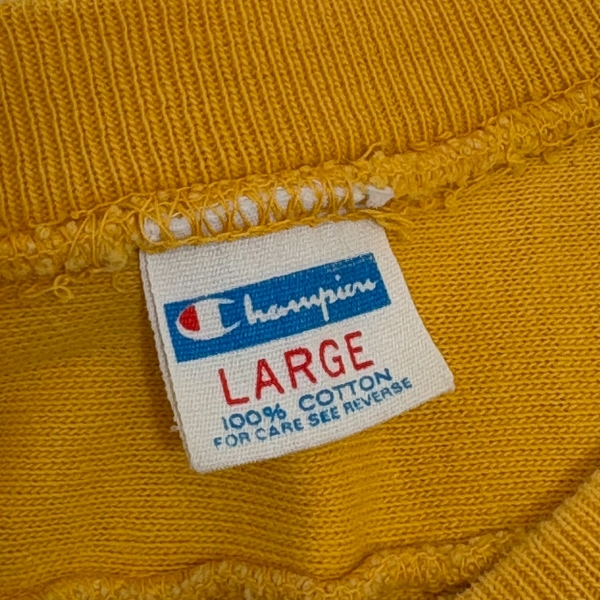 Champion
LARGE
100% COTTON
FOR CARE SEE REVERSE